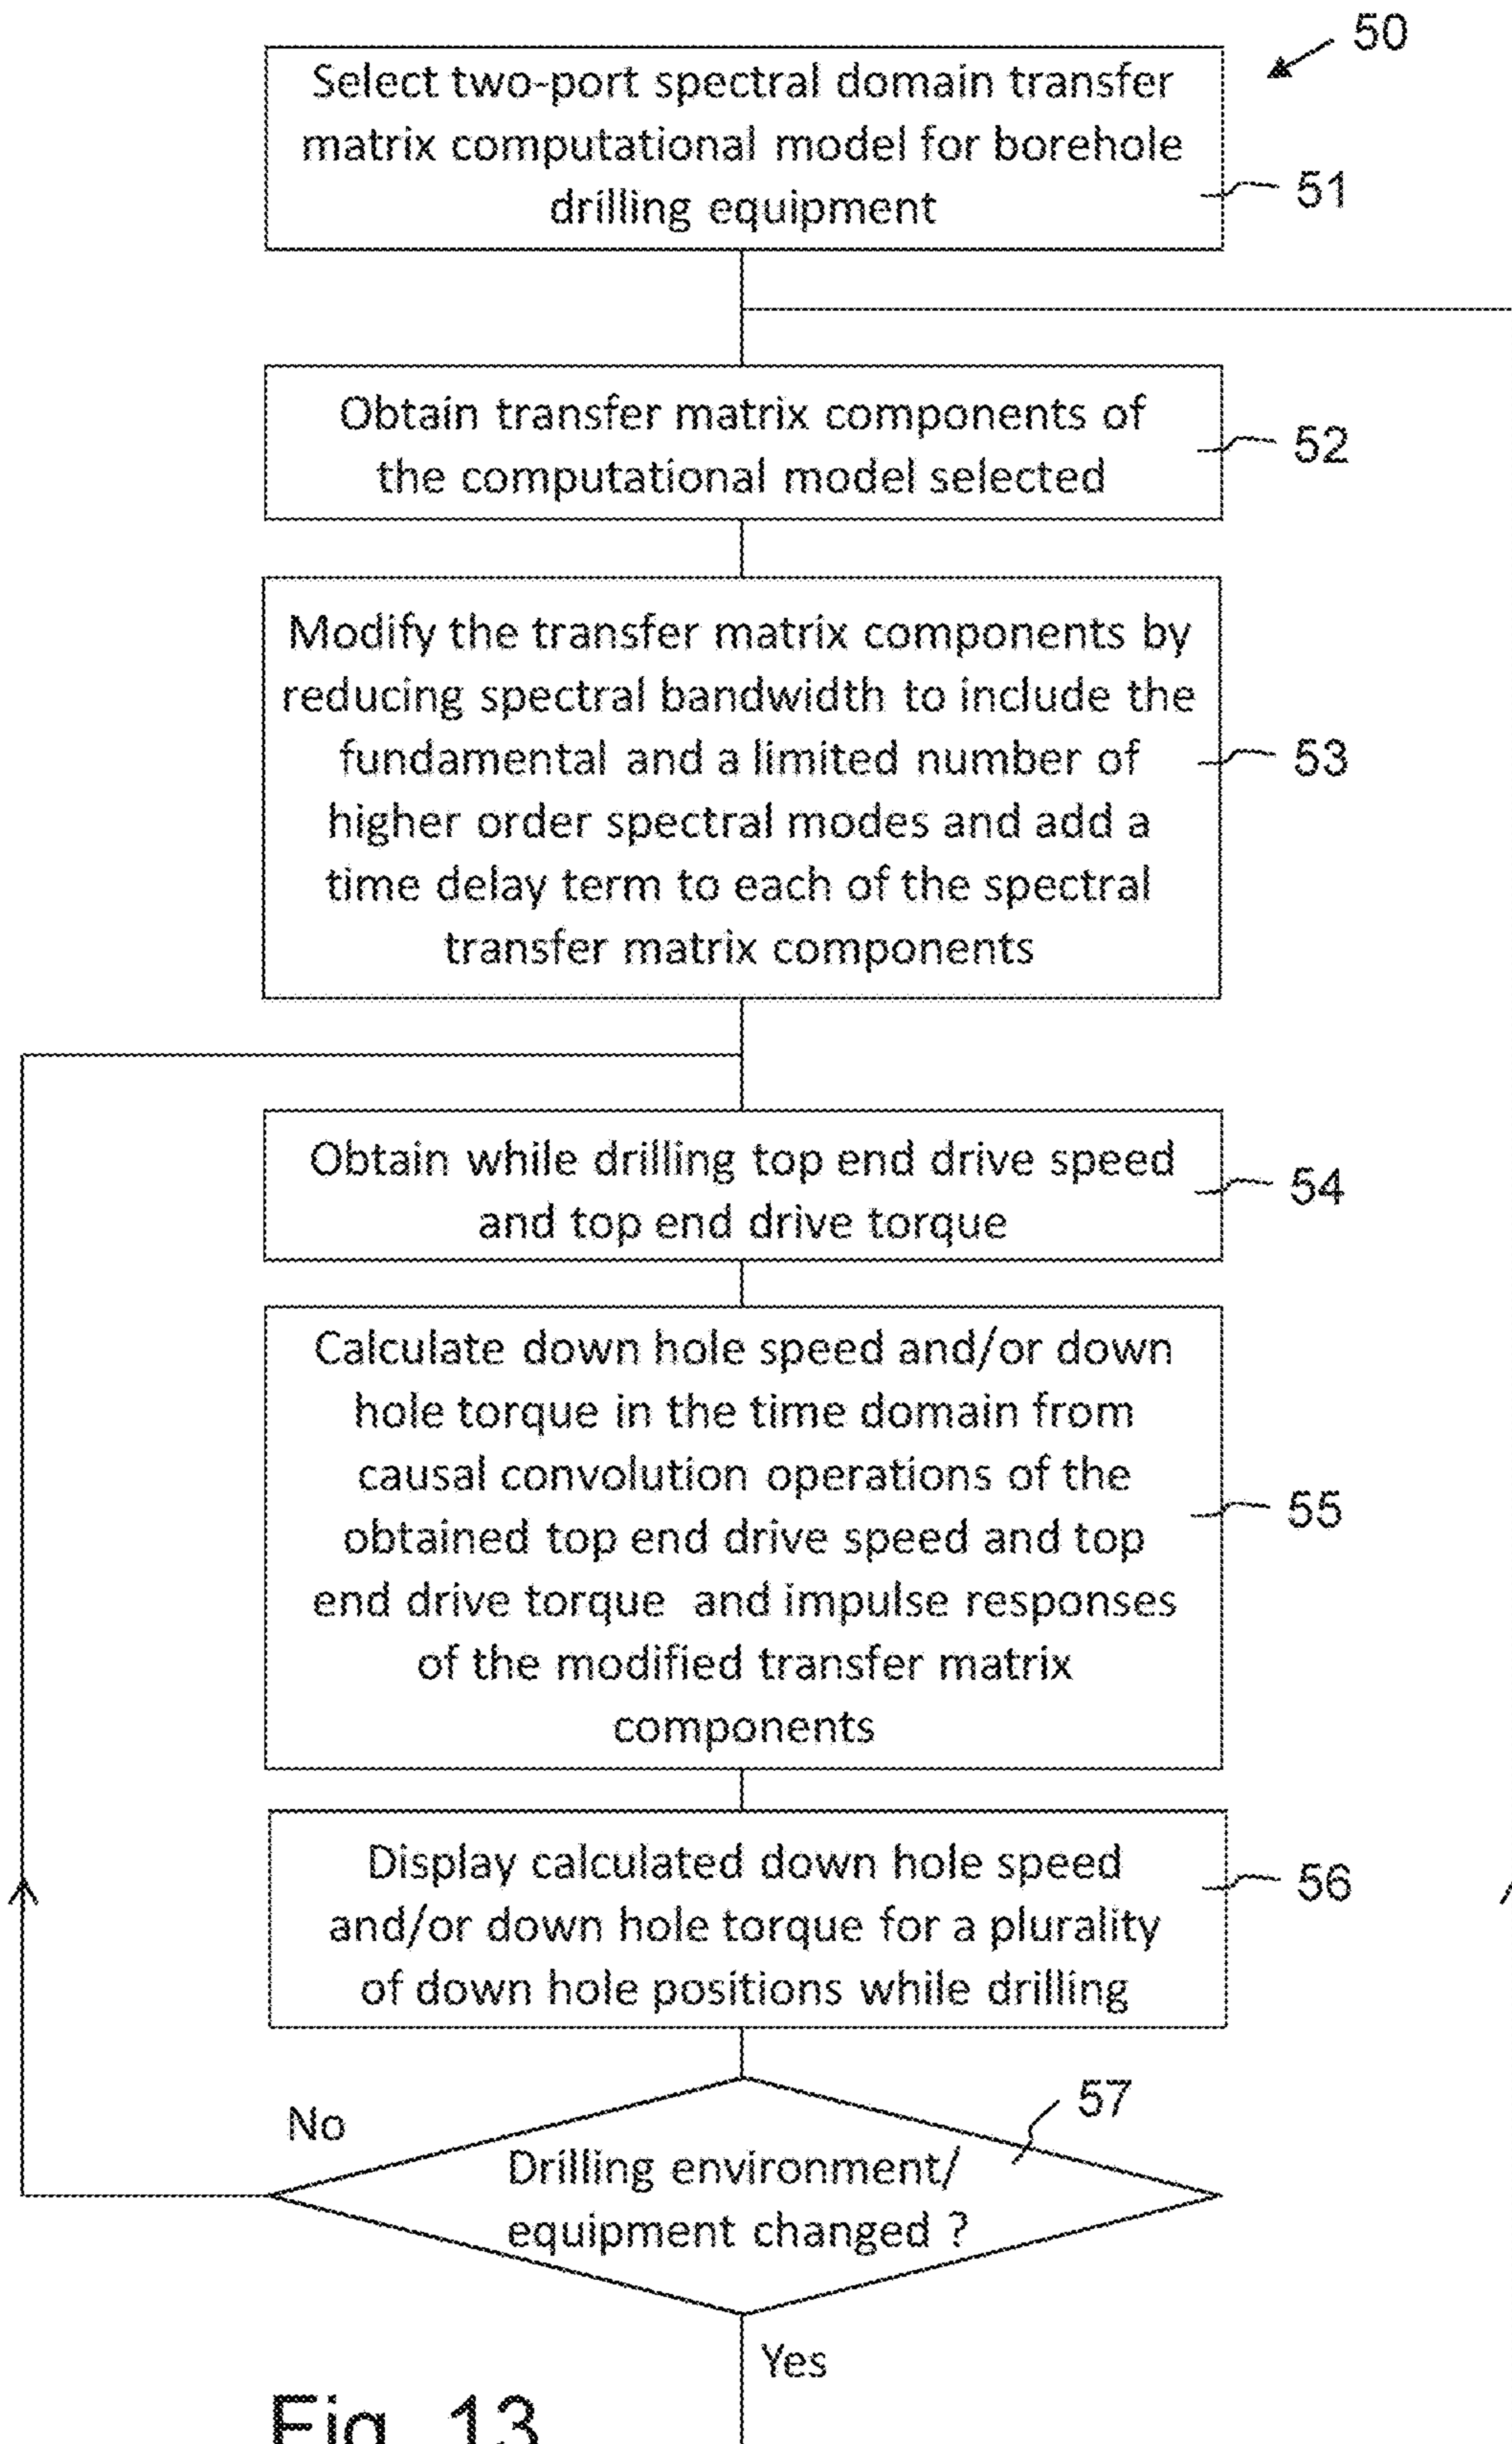 50
Select two-port spectral domain transfer
matrix computational model for borehole
drilling equipment
51
Obtain transfer matrix components of
the computational model selected
52
Modify the transfer matrix components by
reducing spectral bandwidth to include the
fundamental and a limited number of
higher order spectral modes and add a
time delay term to each of the spectral
transfer matrix components
53
Obtain while drilling top end drive speed
and top end drive torque
54
Calculate down hole speed and/or down
hole torque in the time domain from
causal convolution operations of the
obtained top end drive speed and top
end drive torque and impulse responses
of the modified transfer matrix
components
55
Display calculated down hole speed
and/or down hole torque for a plurality
of down hole positions while drilling
56
57
No
Drilling environment/
equipment changed ?
Yes
Fig. 13